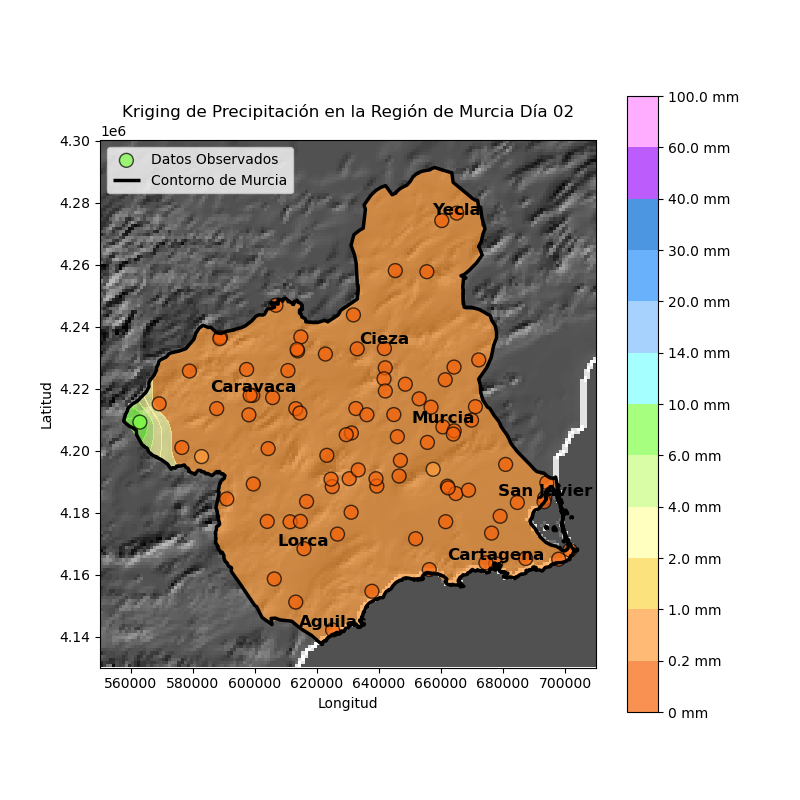 Kriging de Precipitación en la Región de Murcia Día 02
1e6
Datos Observados
Contorno de Murcia
4.30
4.28
4.26
4.24
4.22
4.20
4.18
4.16
4.14
Latitud
Yecla
Cieza
Caravaca
Murcia
San Javier
Lorca
Cartagena
Aguilas
560000 580000 600000 620000 640000 660000 680000 700000
Longitud
100.0 mm
60.0 mm
40.0 mm
30.0 mm
20.0 mm
14.0 mm
10.0 mm
6.0 mm
4.0 mm
2.0 mm
1.0 mm
0.2 mm
0 mm